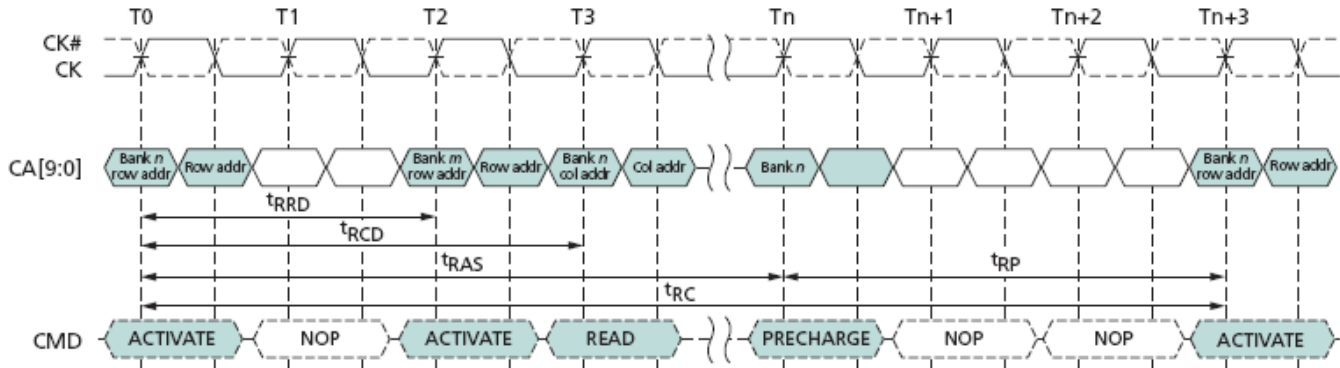 T0 T1 T2 T3 Tn Tn+1 Tn+2 Tn+3
CK#
CK
CA[9:0]
Bank n row addr
Row addr
Bank m row addr
Row addr
Bank n col addr
Col addr
Bank n
Bank n row addr
Row addr
tRRD
tRCD
tRAS
tRP
tRC
CMD
ACTIVATE
NOP
ACTIVATE
READ
PRECHARGE
NOP
NOP
ACTIVATE